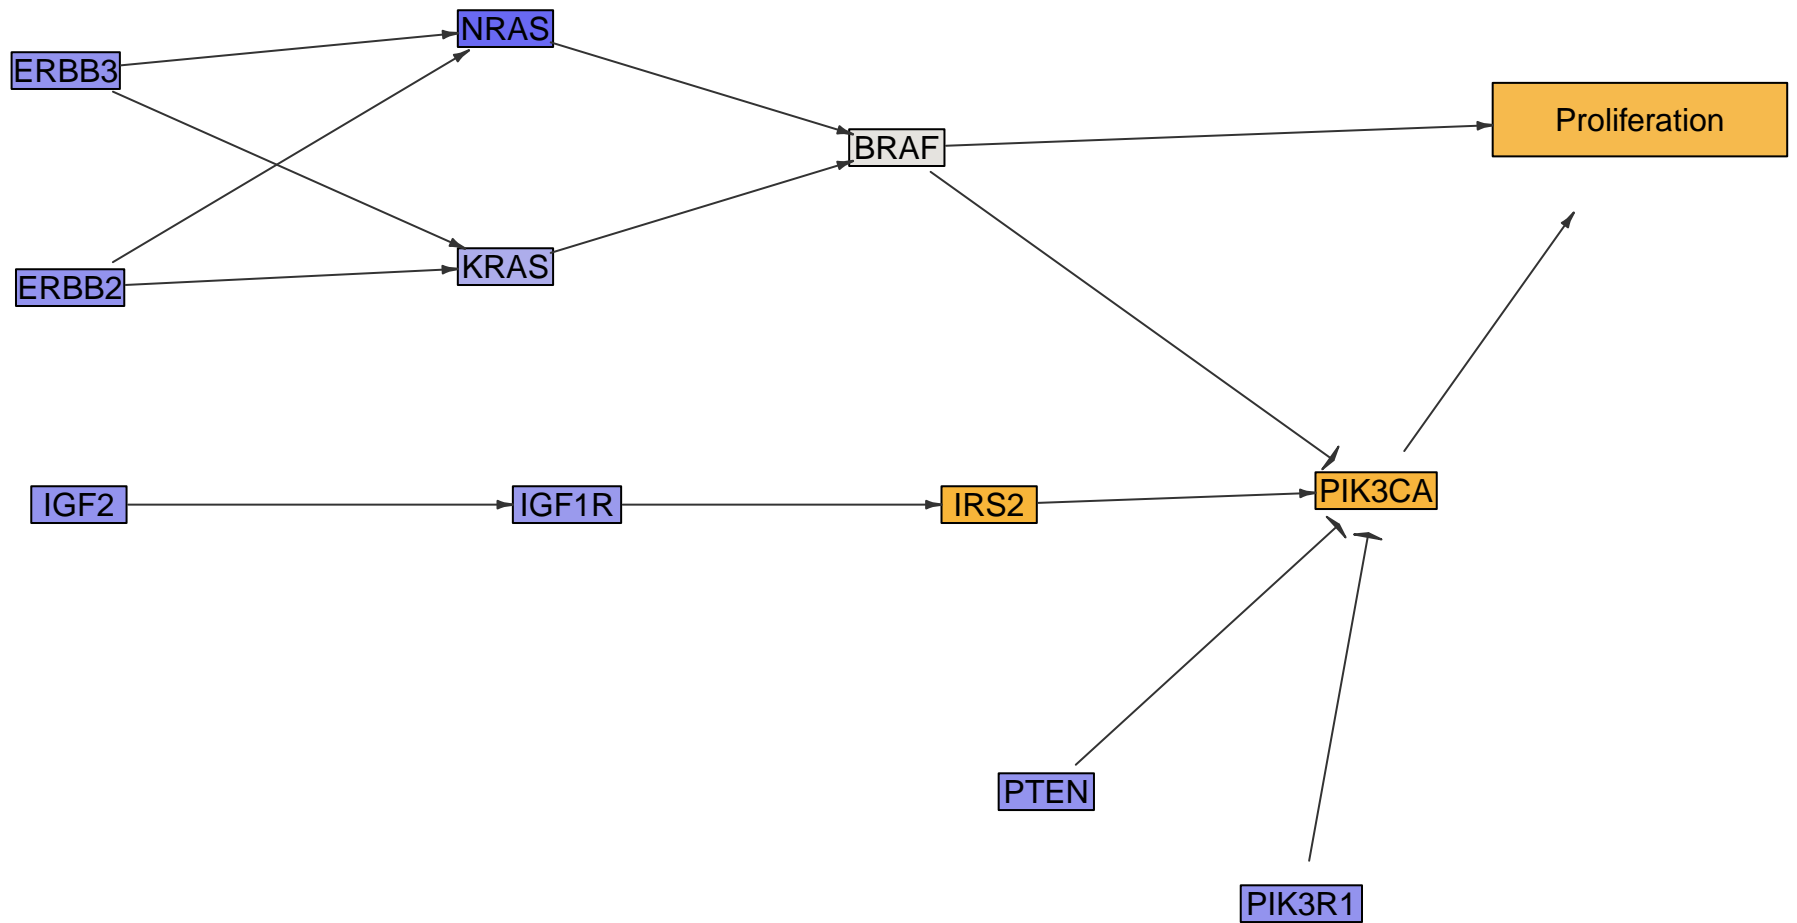 NRAS
ERBB3
Proliferation
BRAF
KRAS
ERBB2
PIK3CA
IGF2
IGF1R
IRS2
PTEN
PIK3R1